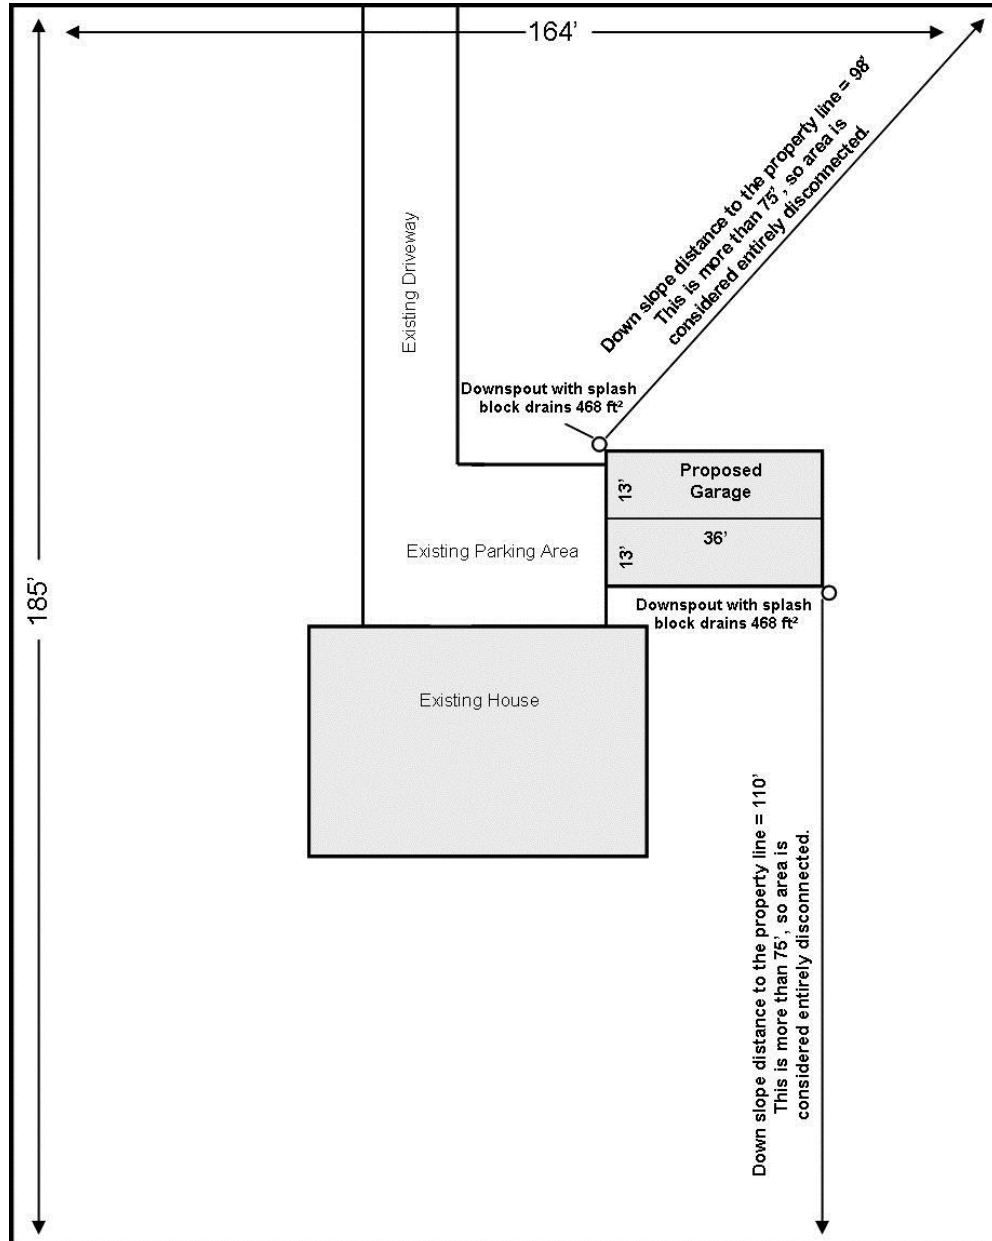 164’
Down slope distance to the property line = 98’
This is more than 75’, so area is
considered entirely disconnected.
Existing Driveway
Downspout with splash
block drains 468 ft²
Proposed
Garage
13’
36’
13’
Existing Parking Area
185’
Downspout with splash
block drains 468 ft²
Existing House
Down slope distance to the property line = 110’
This is more than 75’, so area is
considered entirely disconnected.